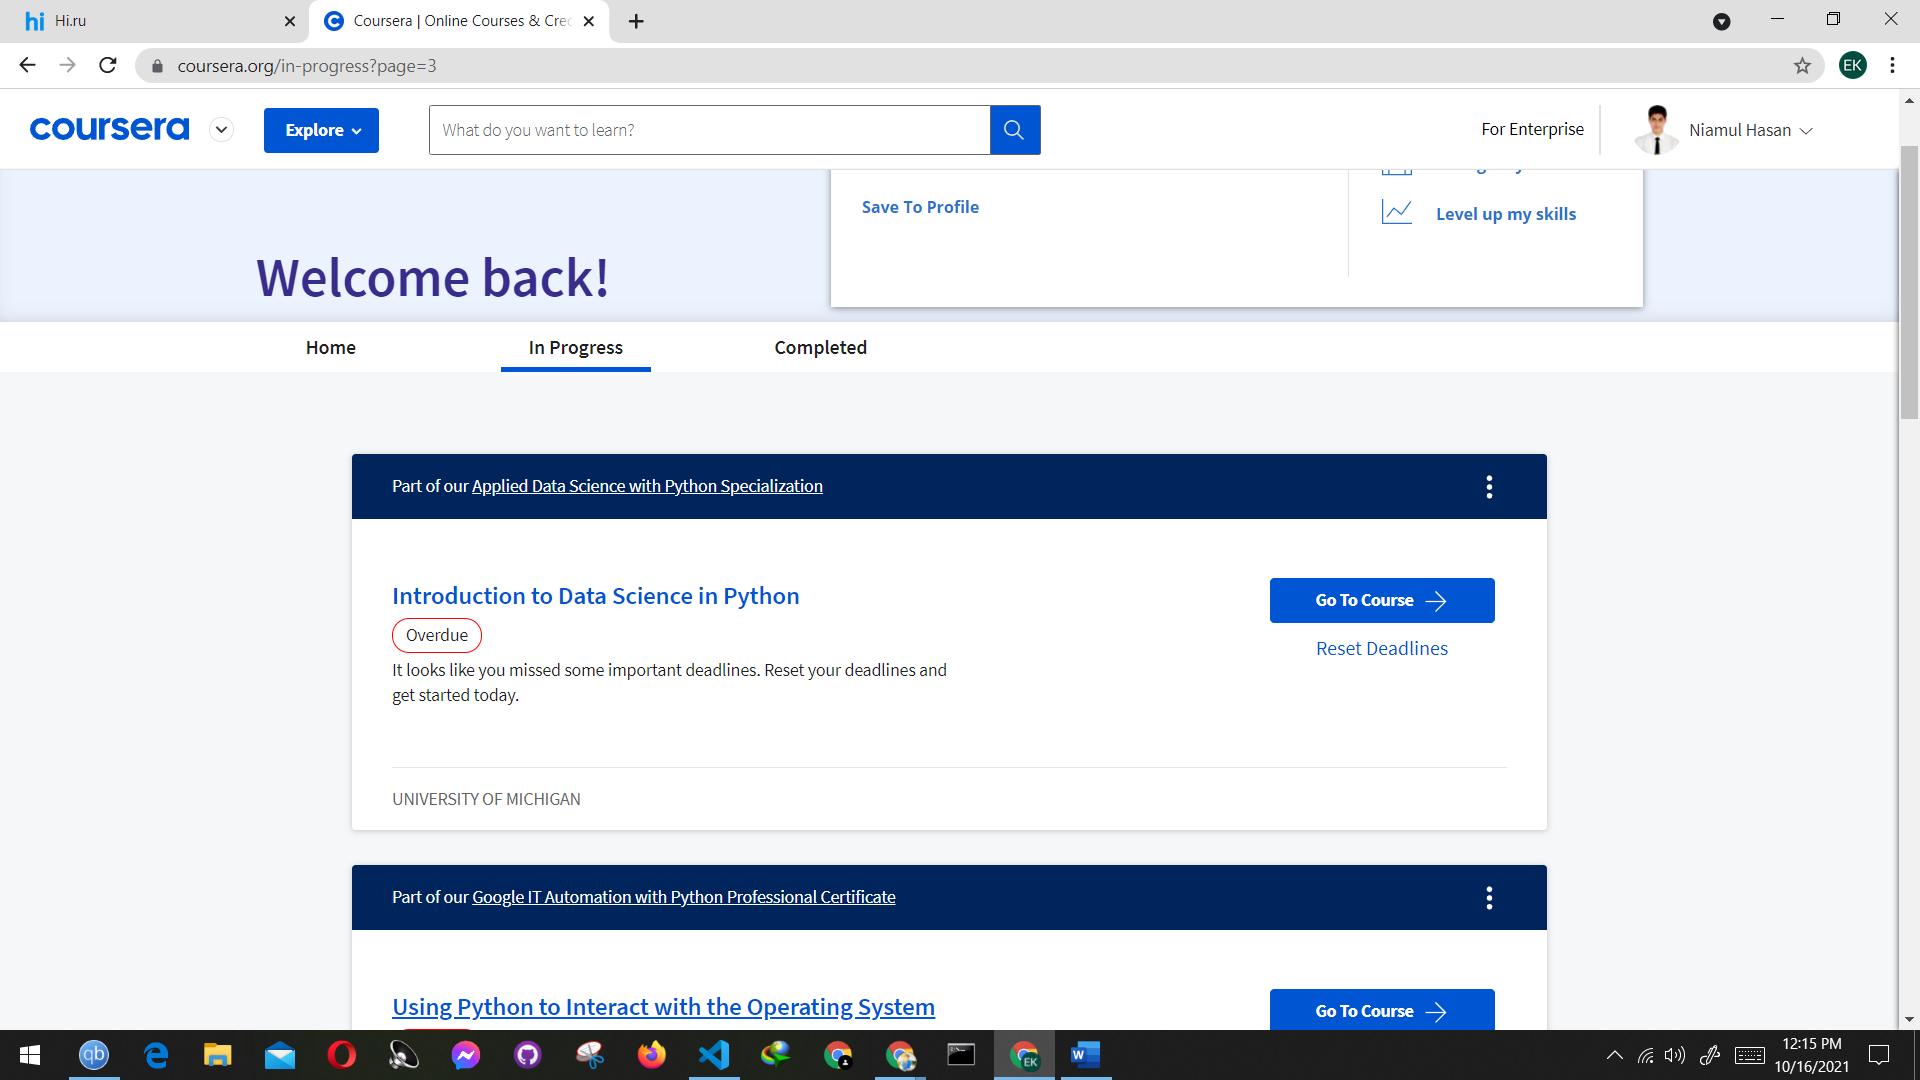 hi Hi.ru
Coursera | Online Courses & Cre
coursera.org/in-progress?page=3
EK
coursera
Explore
What do you want to learn?
For Enterprise
Niamul Hasan
Save To Profile
Level up my skills
Welcome back!
Home
In Progress
Completed
Part of our Applied Data Science with Python Specialization
Introduction to Data Science in Python
Go To Course
Overdue
Reset Deadlines
It looks like you missed some important deadlines. Reset your deadlines and
get started today.
UNIVERSITY OF MICHIGAN
Part of our Google IT Automation with Python Professional Certificate
Using Python to Interact with the Operating System
Go To Course
qb
EK
W
12:15 PM
10/16/2021